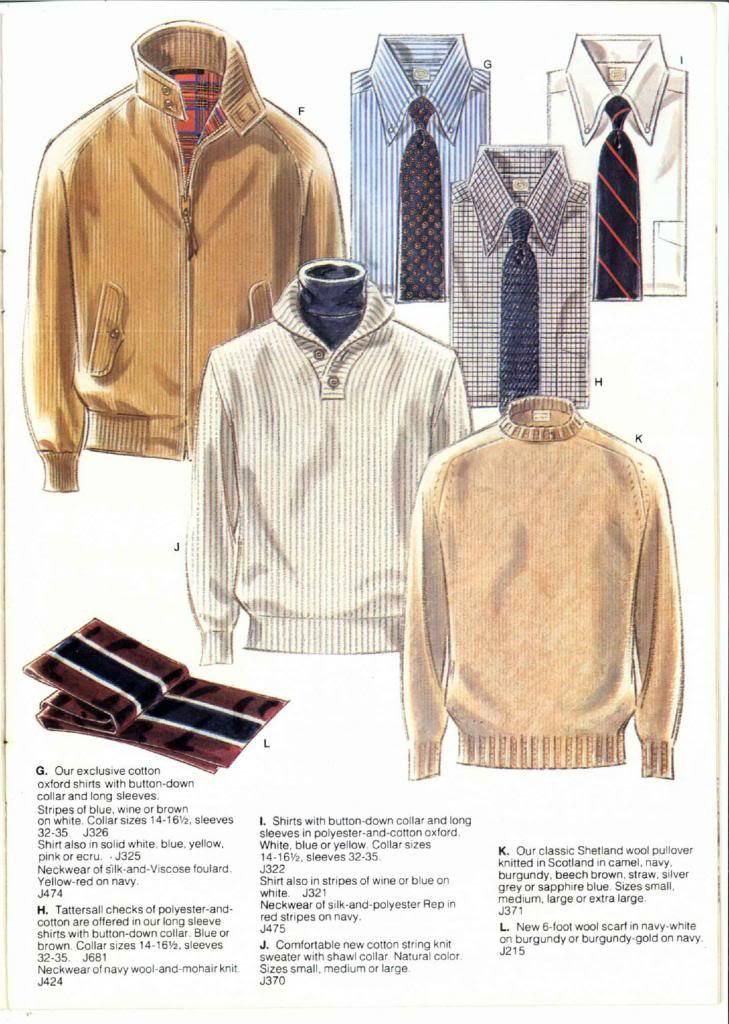 F
G
I
H
K
J
L
G. Our exclusive cotton
oxford shirts with button-down
collar and long sleeves.
Stripes of blue, wine or brown
on white. Collar sizes 14-16½, sleeves
32-35. J326
Shirt also in solid white, blue, yellow,
pink or ecru. J325
Neckwear of silk-and-Viscose foulard.
Yellow-red on navy.
J474
H. Tattersall checks of polyester-and-
cotton are offered in our long sleeve
shirts with button-down collar. Blue or
brown. Collar sizes 14-16½, sleeves
32-35. J681
Neckwear of navy wool-and-mohair knit.
J424
I. Shirts with button-down collar and long
sleeves in polyester-and-cotton oxford.
White, blue or yellow. Collar sizes
14-16½, sleeves 32-35.
J322
Shirt also in stripes of wine or blue on
white. J321
Neckwear of silk-and-polyester Rep in
red stripes on navy.
J475
J. Comfortable new cotton string knit
sweater with shawl collar. Natural color.
Sizes small, medium or large.
J370
K. Our classic Shetland wool pullover
knitted in Scotland in camel, navy,
burgundy, beech brown, straw, silver
grey or sapphire blue. Sizes small,
medium, large or extra large.
J371
L. New 6-foot wool scarf in navy-white
on burgundy or burgundy-gold on navy.
J215